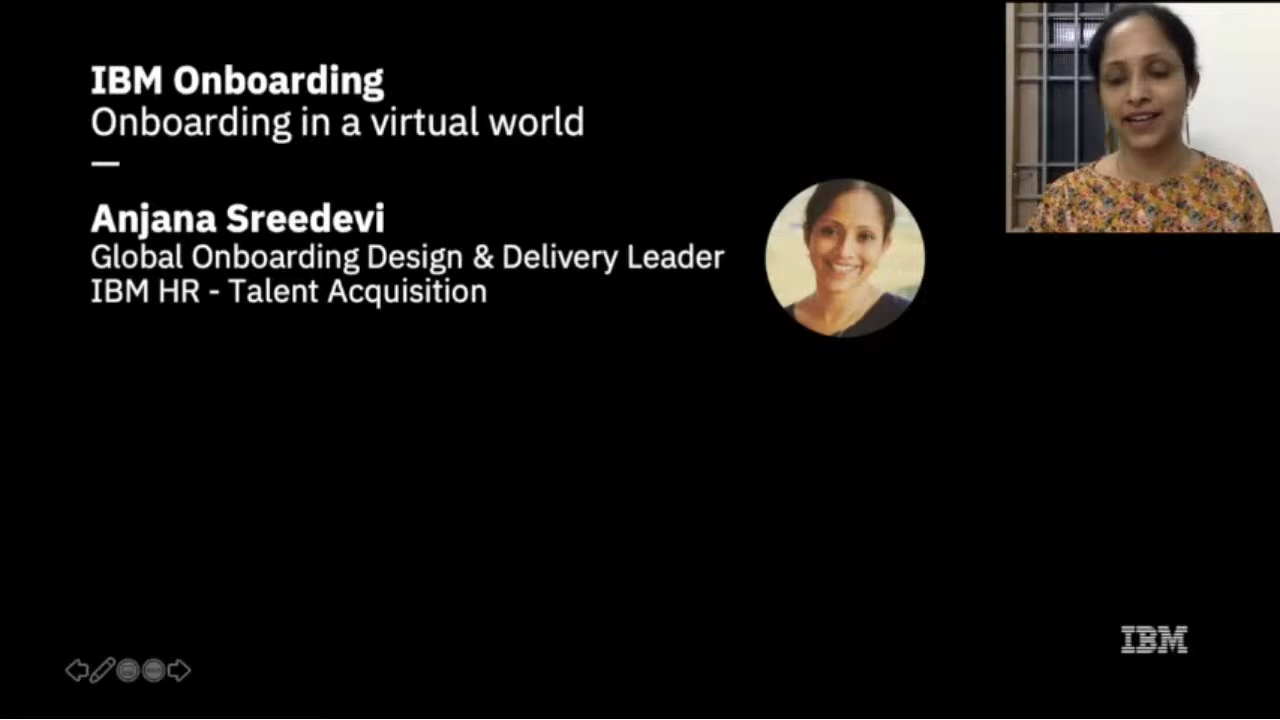 IBM Onboarding
Onboarding in a virtual world
Anjana Sreedevi
Global Onboarding Design & Delivery Leader
IBM HR - Talent Acquisition
IBM